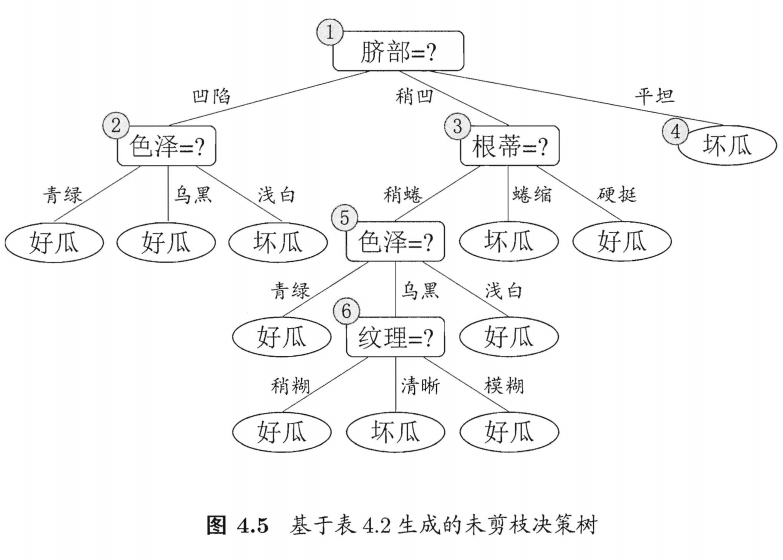 1
脐部=?
凹陷 稍凹 平坦
2 3 4
色泽=? 根蒂=? 坏瓜
青绿 乌黑 浅白 稍蜷 蜷缩 硬挺
5
好瓜 好瓜 坏瓜 色泽=? 坏瓜 好瓜
青绿 乌黑 浅白
6
好瓜 纹理=? 好瓜
稍糊 清晰 模糊
好瓜 坏瓜 好瓜
图 4.5 基于表4.2生成的未剪枝决策树